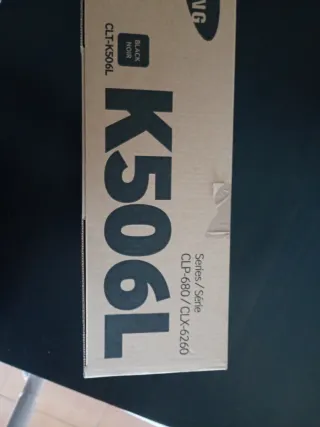 CLT-K506L
BLACK
NOIR
K506L
Series / Série
CLP-680 / CLX-6260